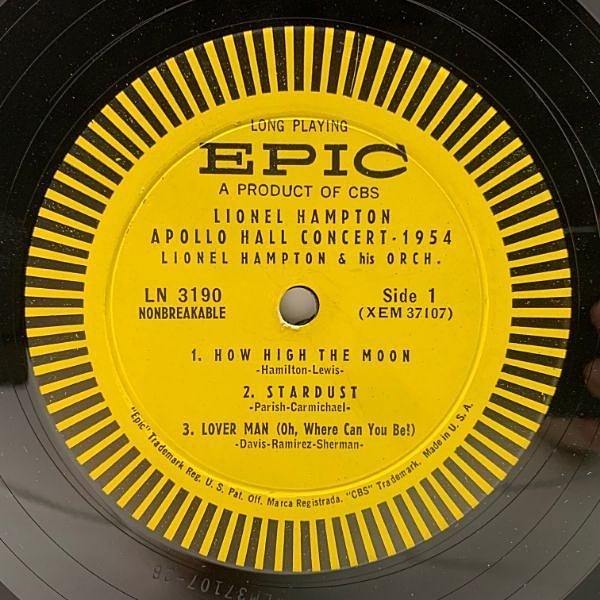 LONG PLAYING
EPIC
A PRODUCT OF CBS
LIONEL HAMPTON
APOLLO HALL CONCERT - 1954
LIONEL HAMPTON & his ORCH.
LN 3190
NONBREAKABLE
Side 1
(XEM 37107)
1. HOW HIGH THE MOON
-Hamilton-Lewis-
2. STARDUST
-Parish-Carmichael-
3. LOVER MAN (Oh, Where Can You Be!)
-Davis-Ramirez-Sherman-
"Epic" Trademark Reg. U. S. Pat. Off. Marca Registrada. "CBS" Trademark. Made in U. S. A.